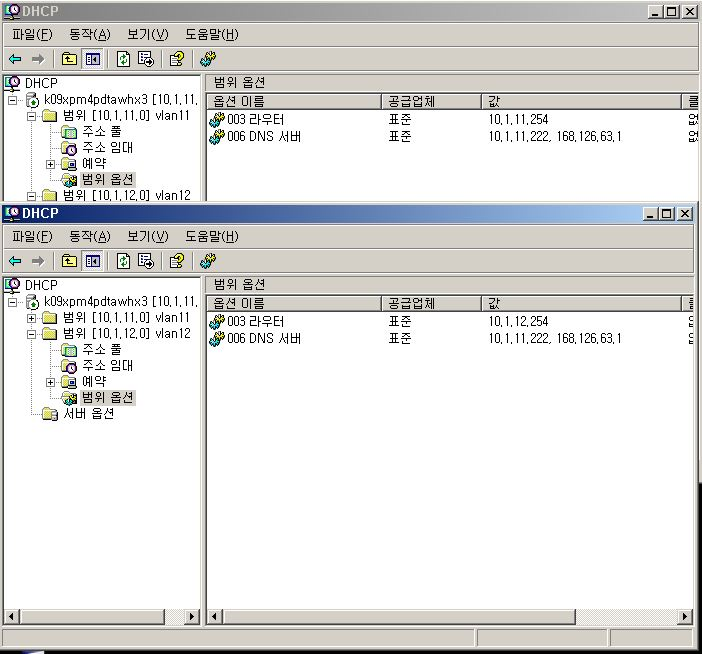 DHCP
파일(F) 동작(A) 보기(V) 도움말(H)
DHCP
k09xpm4pdtawhx3 [10.1.11.
범위 [10.1.11.0] vlan11
주소 풀
주소 임대
예약
범위 옵션
범위 [10.1.12.0] vlan12
범위 옵션
옵션 이름 공급업체 값
003 라우터 표준 10.1.11.254
006 DNS 서버 표준 10.1.11.222, 168.126.63.1
DHCP
파일(F) 동작(A) 보기(V) 도움말(H)
DHCP
k09xpm4pdtawhx3 [10.1.11.
범위 [10.1.11.0] vlan11
범위 [10.1.12.0] vlan12
주소 풀
주소 임대
예약
범위 옵션
서버 옵션
범위 옵션
옵션 이름 공급업체 값
003 라우터 표준 10.1.12.254
006 DNS 서버 표준 10.1.11.222, 168.126.63.1